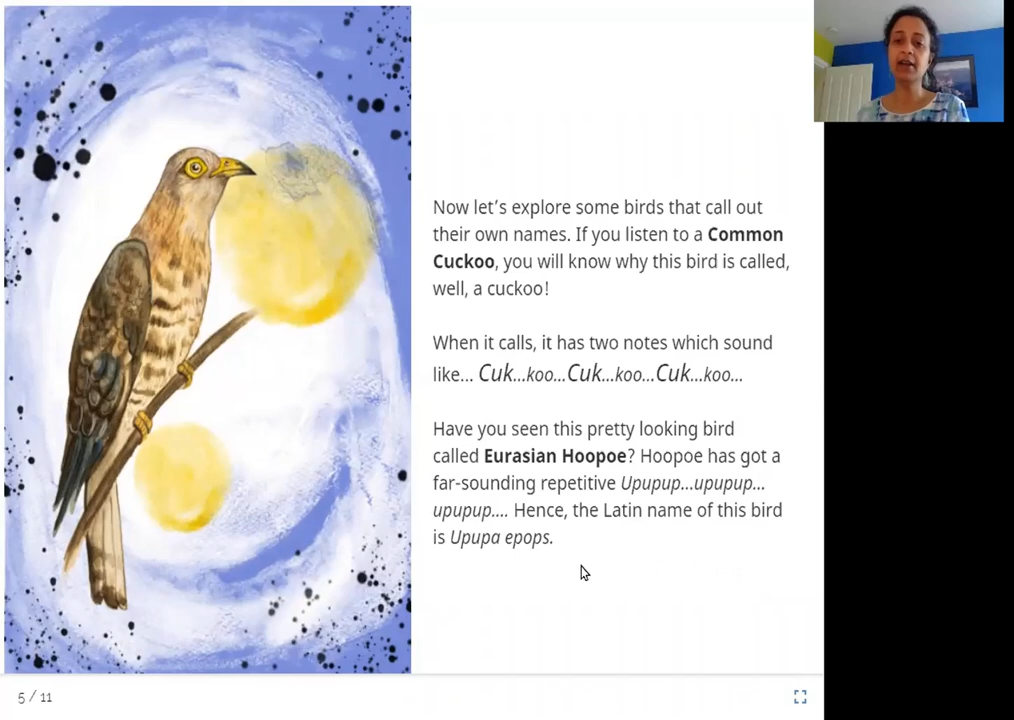 Now let’s explore some birds that call out
their own names. If you listen to a Common
Cuckoo, you will know why this bird is called,
well, a cuckoo!
When it calls, it has two notes which sound
like... Cuk...koo...Cuk...koo...Cuk...koo...
Have you seen this pretty looking bird
called Eurasian Hoopoe? Hoopoe has got a
far-sounding repetitive Upupup...upupup...
upupup.... Hence, the Latin name of this bird
is Upupa epops.
5 / 11